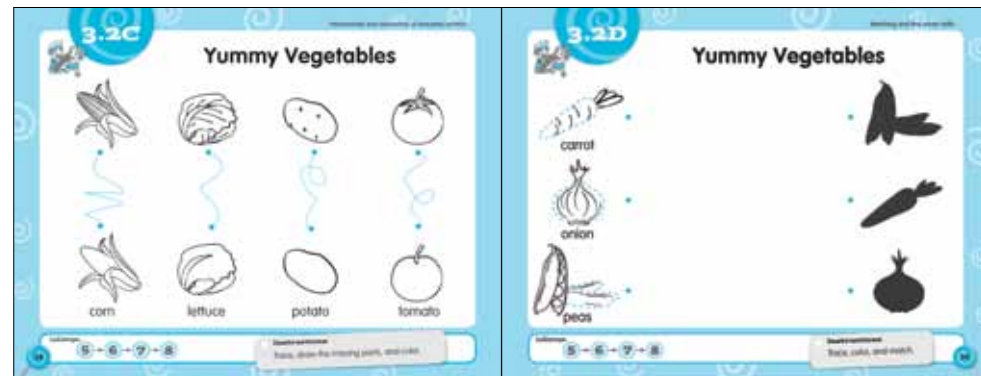 3.2C
Yummy Vegetables
corn lettuce potato tomato
5 6 7 8
Trace, draw the missing parts, and color.
3.2D
Yummy Vegetables
carrot
onion
peas
5 6 7 8
Trace, color, and match.